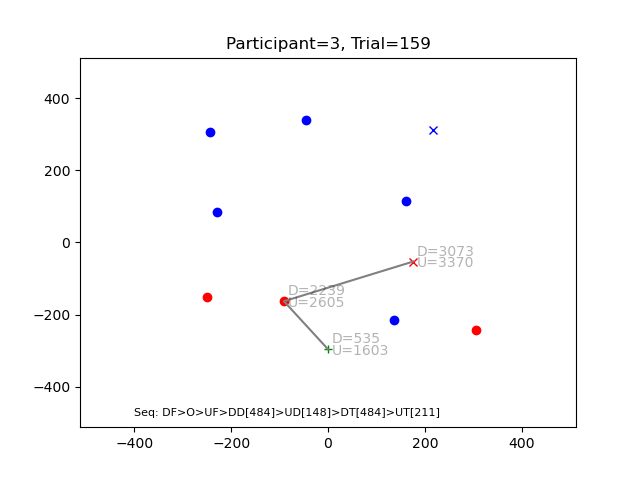 Participant=3, Trial=159
400
200
0
−200
−400
D=3073
U=3370
D=2239
U=2605
D=535
U=1603
Seq: DF>O>UF>DD[484]>UD[148]>DT[484]>UT[211]
−400 −200 0 200 400